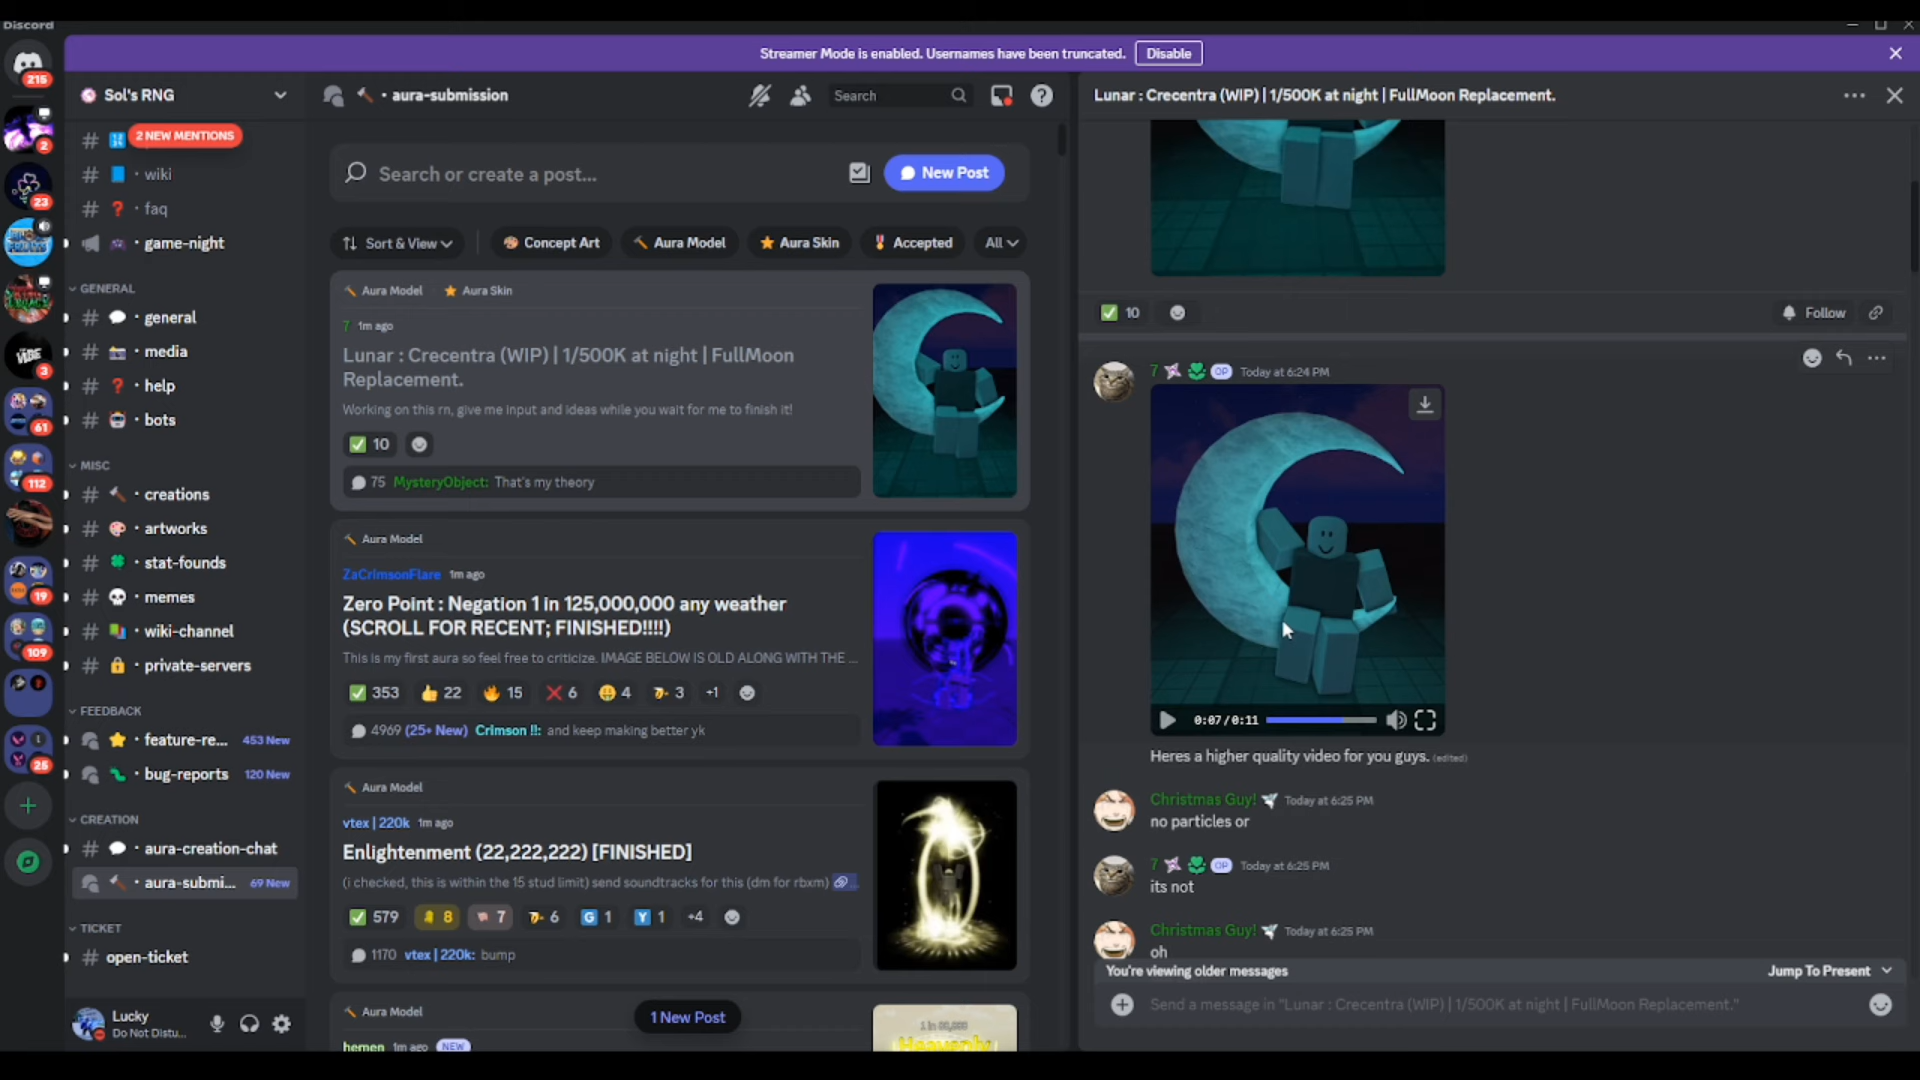 Discord
Streamer Mode is enabled. Usernames have been truncated.
Disable
215
2
23
3
61
112
19
109
25
Sol's RNG
2 NEW MENTIONS
wiki
faq
game-night
GENERAL
general
media
help
bots
MISC
creations
artworks
stat-founds
memes
wiki-channel
private-servers
FEEDBACK
feature-re... 453 New
bug-reports 120 New
CREATION
aura-creation-chat
aura-submi... 69 New
TICKET
open-ticket
Lucky
Do Not Distu...
aura-submission
Search
Search or create a post...
New Post
Sort & View
Concept Art
Aura Model
Aura Skin
Accepted
All
Aura Model
Aura Skin
7 1m ago
Lunar : Crecentra (WIP) | 1/500K at night | FullMoon
Replacement.
Working on this rn, give me input and ideas while you wait for me to finish it!
10
75 MysteryObject: That's my theory
Aura Model
ZaCrimsonFlare 1m ago
Zero Point : Negation 1 in 125,000,000 any weather
(SCROLL FOR RECENT; FINISHED!!!!)
This is my first aura so feel free to criticize. IMAGE BELOW IS OLD ALONG WITH THE ...
353 22 15 6 4 3 +1
4969 (25+ New) Crimson !!: and keep making better yk
Aura Model
vtex | 220k 1m ago
Enlightenment (22,222,222) [FINISHED]
(i checked, this is within the 15 stud limit) send soundtracks for this (dm for rbxm)
579 8 7 6 G 1 Y 1 +4
1170 vtex | 220k: bump
Aura Model
hemen 1m ago NEW
1 New Post
Lunar : Crecentra (WIP) | 1/500K at night | FullMoon Replacement.
10
Follow
7 OP Today at 6:24 PM
0:07/0:11
Heres a higher quality video for you guys. (edited)
Christmas Guy! Today at 6:25 PM
no particles or
7 OP Today at 6:25 PM
its not
Christmas Guy! Today at 6:25 PM
oh
You're viewing older messages
Jump To Present
Send a message in "Lunar : Crecentra (WIP) | 1/500K at night | FullMoon Replacement."